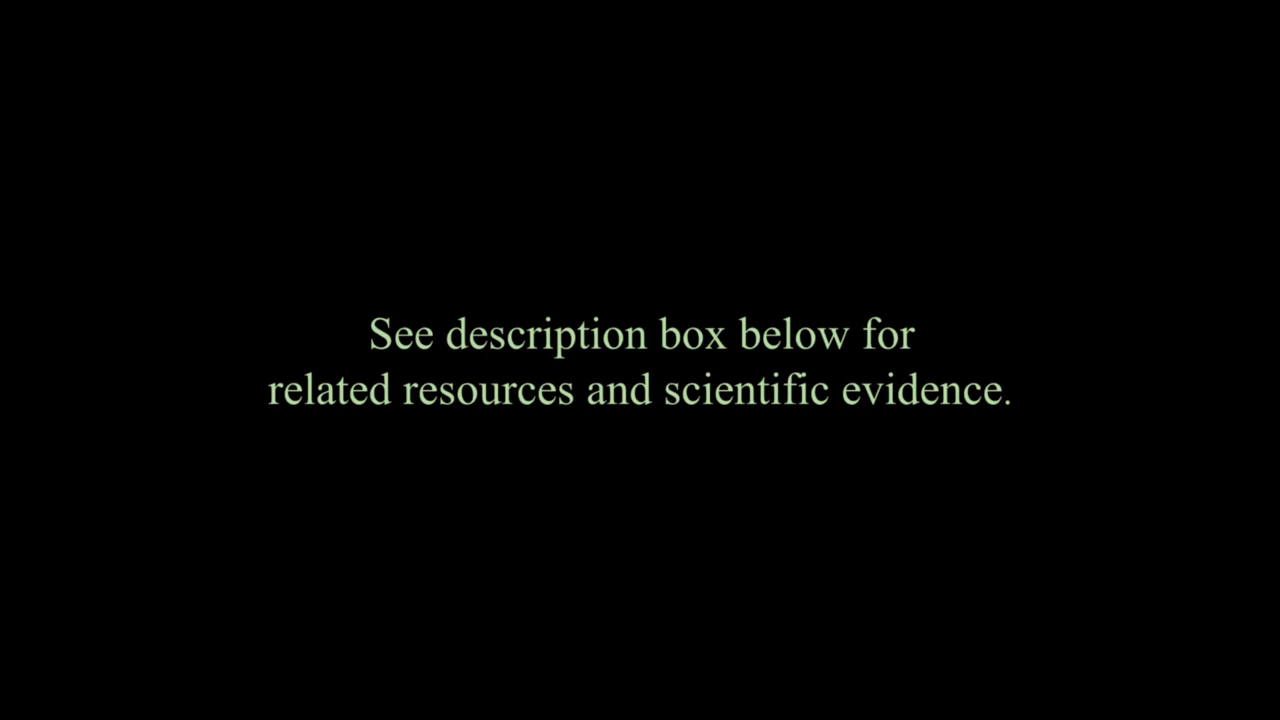 See description box below for
related resources and scientific evidence.